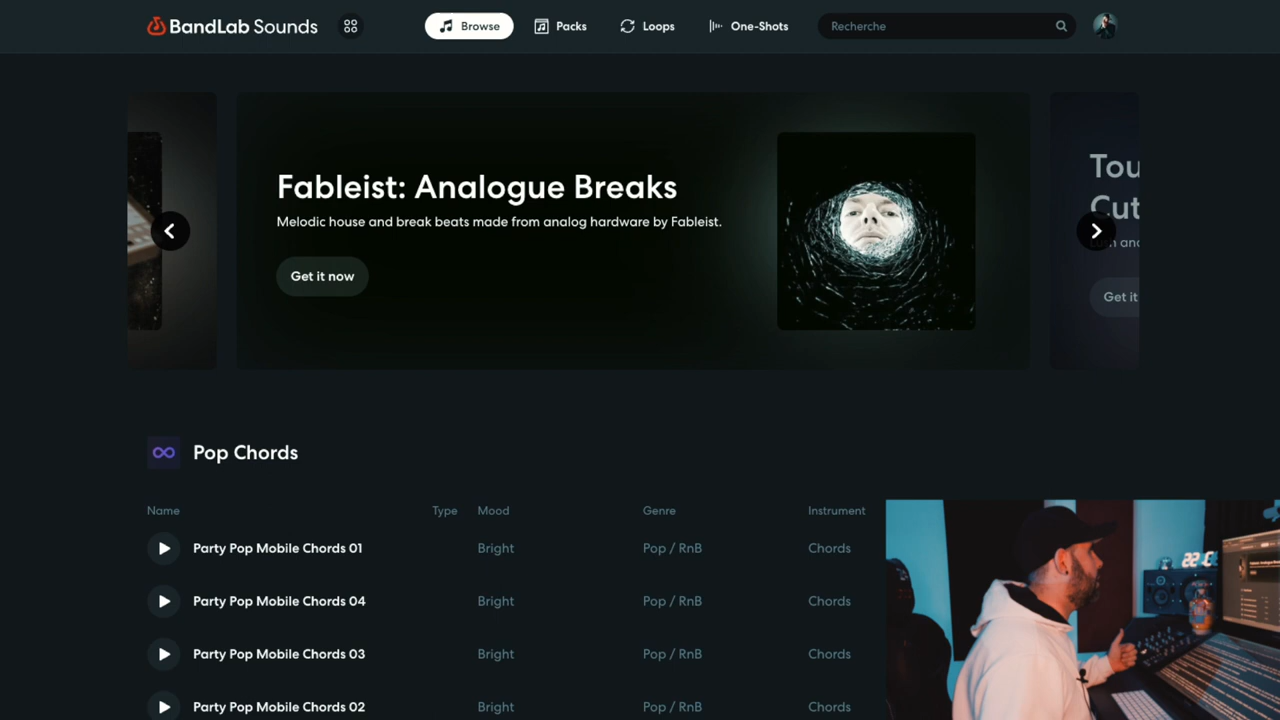 BandLab Sounds
Browse
Packs
Loops
One-Shots
Recherche
Fableist: Analogue Breaks
Melodic house and break beats made from analog hardware by Fableist.
Get it now
Get it
Pop Chords
Name Type Mood Genre Instrument
Party Pop Mobile Chords 01 Bright Pop / RnB Chords
Party Pop Mobile Chords 04 Bright Pop / RnB Chords
Party Pop Mobile Chords 03 Bright Pop / RnB Chords
Party Pop Mobile Chords 02 Bright Pop / RnB Chords